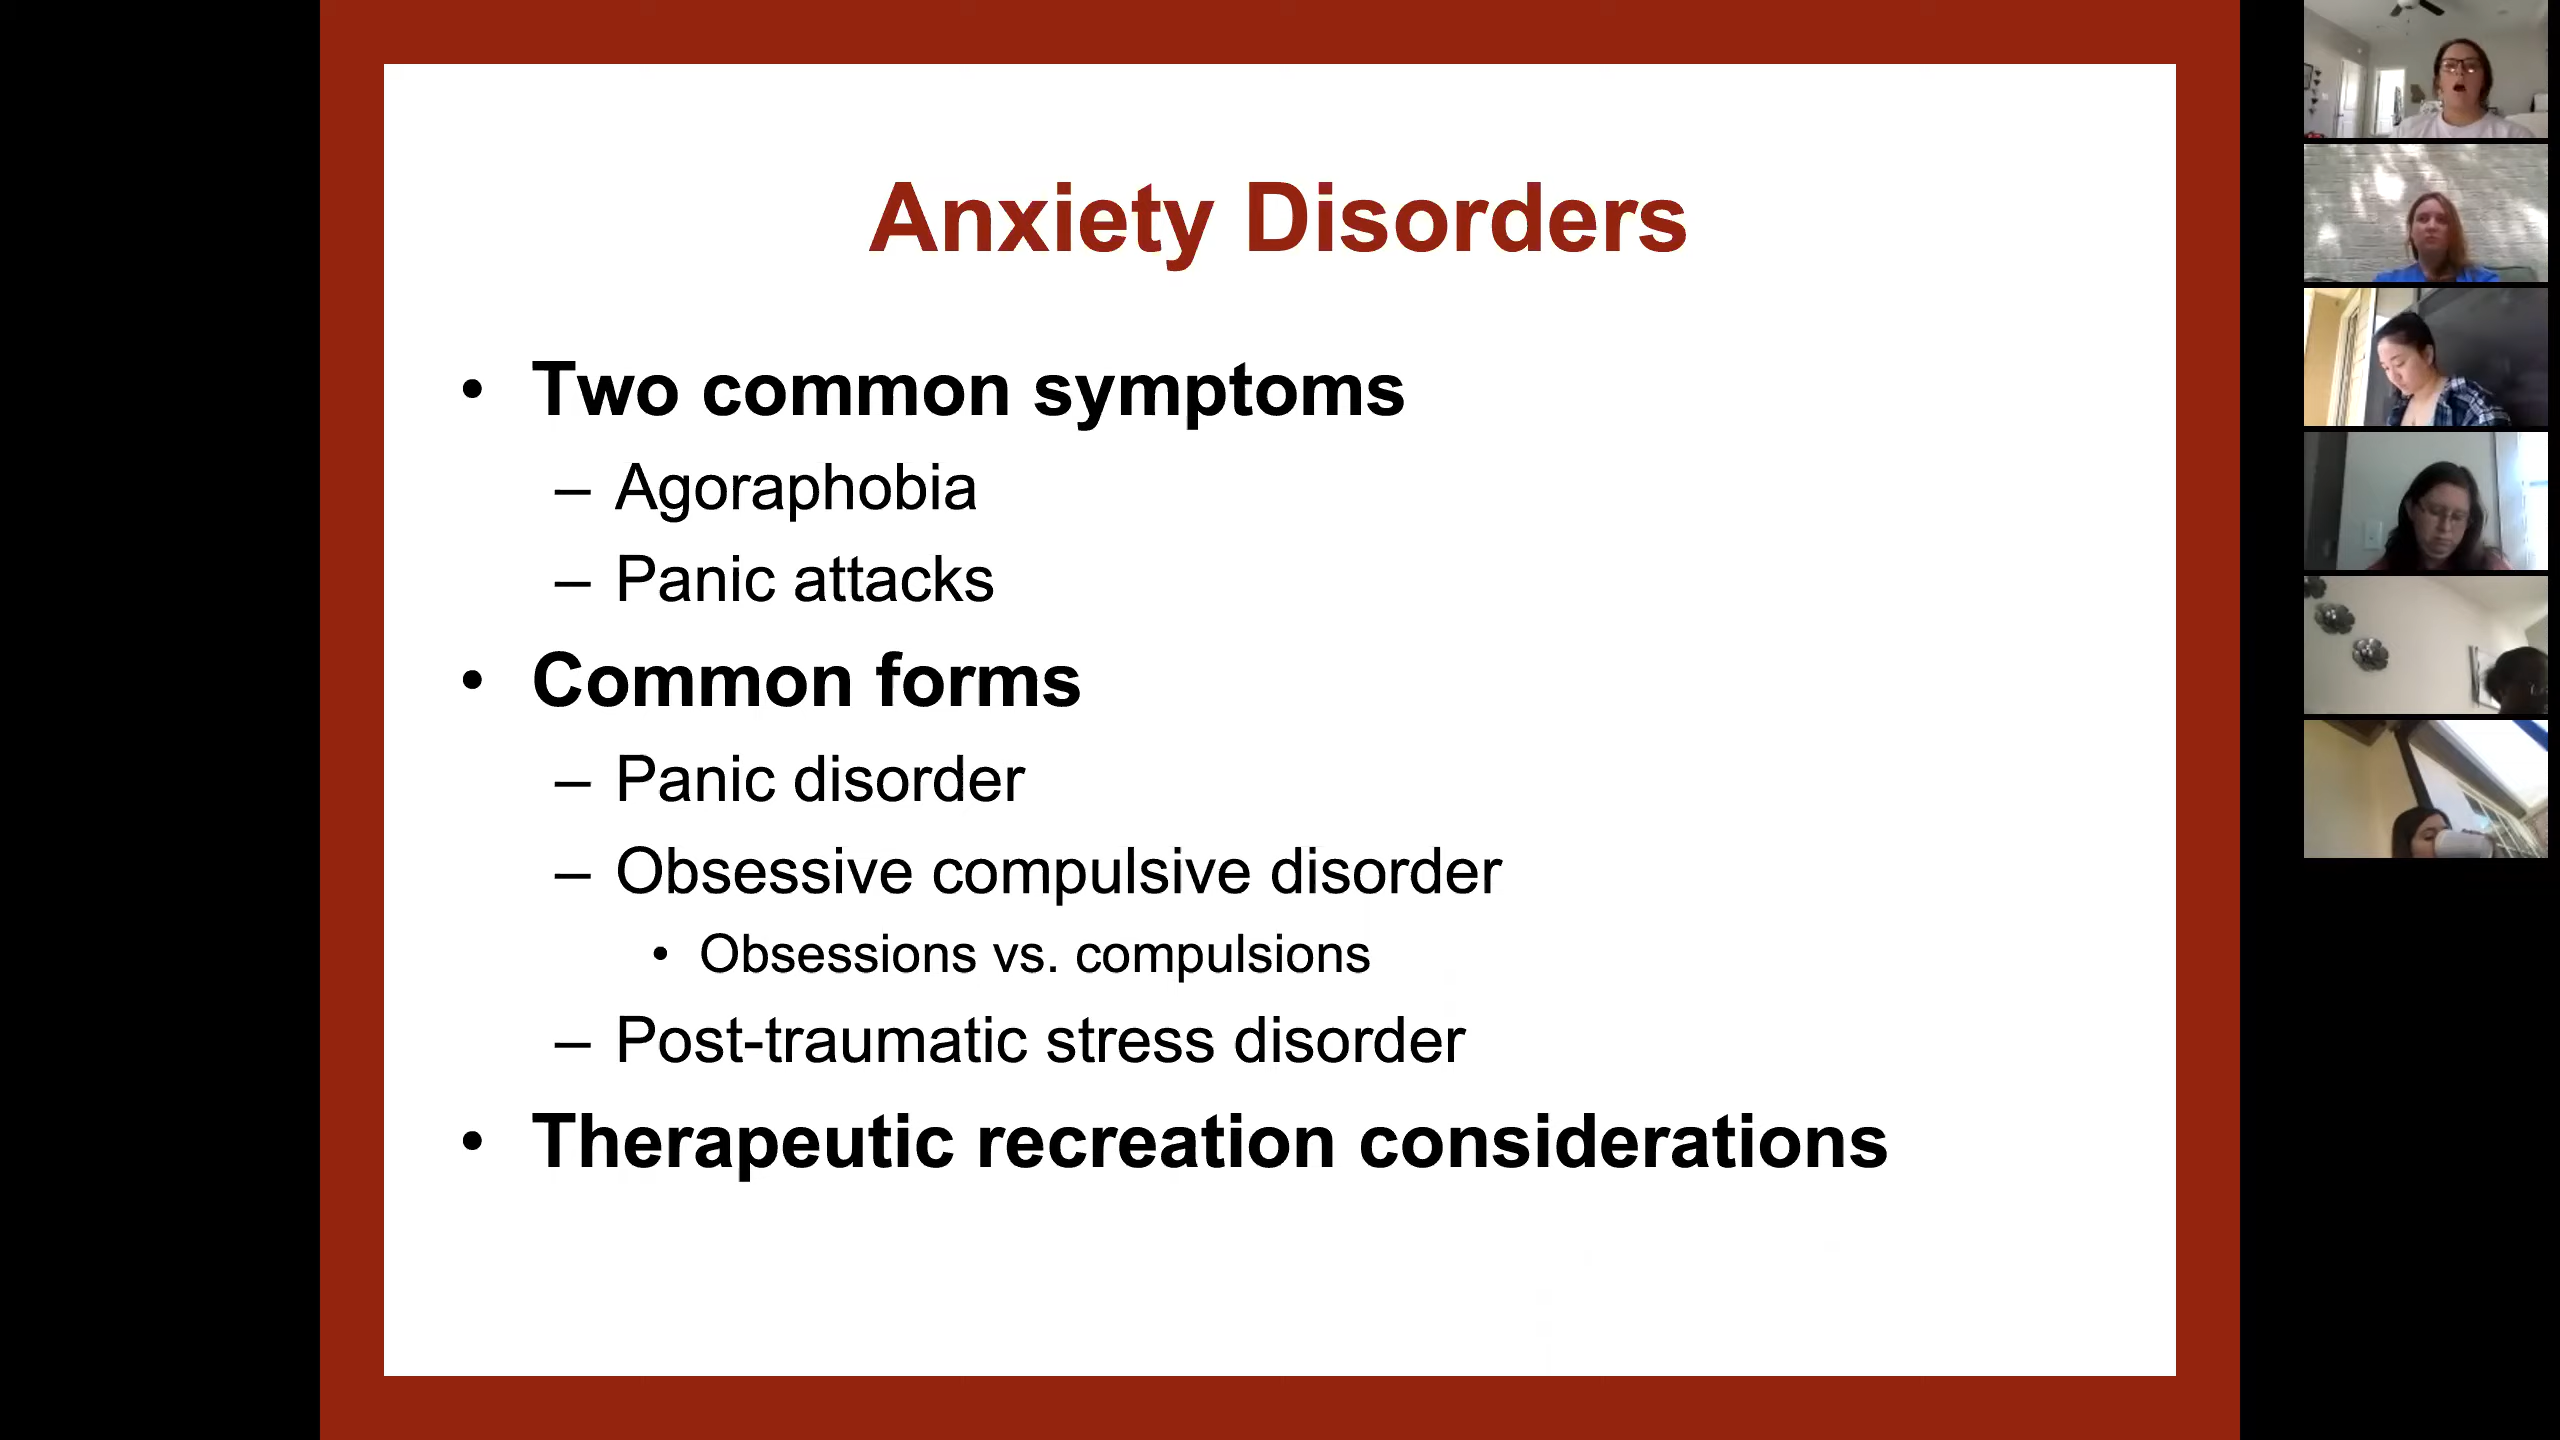 Anxiety Disorders
• Two common symptoms
– Agoraphobia
– Panic attacks
• Common forms
– Panic disorder
– Obsessive compulsive disorder
• Obsessions vs. compulsions
– Post-traumatic stress disorder
• Therapeutic recreation considerations